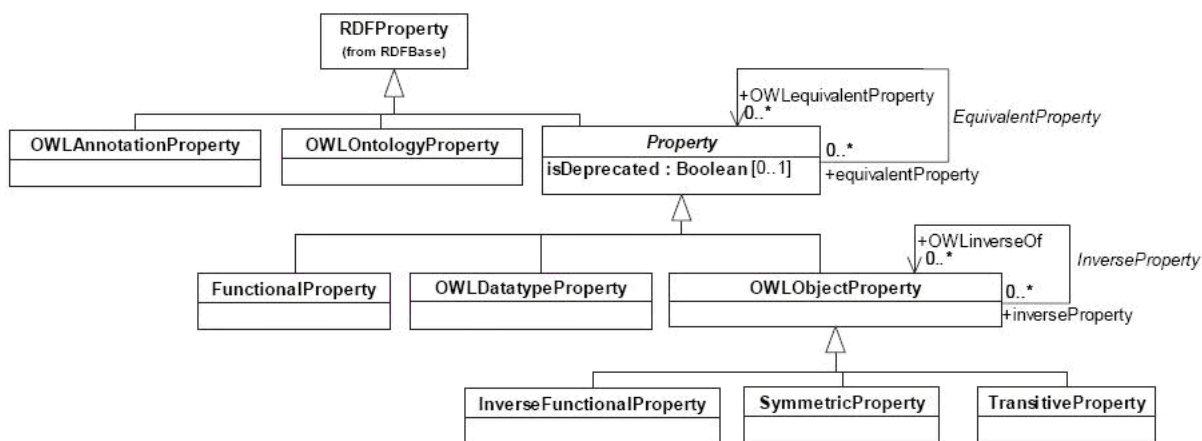 RDFProperty
(from RDFBase)
+OWLequivalentProperty
0..*
EquivalentProperty
OWLAnnotationProperty
OWLOntologyProperty
Property
0..*
isDeprecated : Boolean [0..1]
+equivalentProperty
+OWLinverseOf
0..*
InverseProperty
FunctionalProperty
OWLDatatypeProperty
OWLObjectProperty
0..*
+inverseProperty
InverseFunctionalProperty
SymmetricProperty
TransitiveProperty